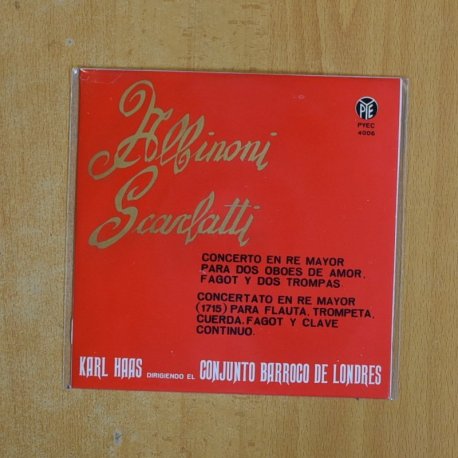 Albinoni
Scarlatti
PYE
PYEC
4006
CONCERTO EN RE MAYOR
PARA DOS OBOES DE AMOR,
FAGOT Y DOS TROMPAS.
CONCERTATO EN RE MAYOR
(1715) PARA FLAUTA, TROMPETA,
CUERDA, FAGOT Y CLAVE
CONTINUO.
KARL HAAS DIRIGIENDO EL CONJUNTO BARROCO DE LONDRES